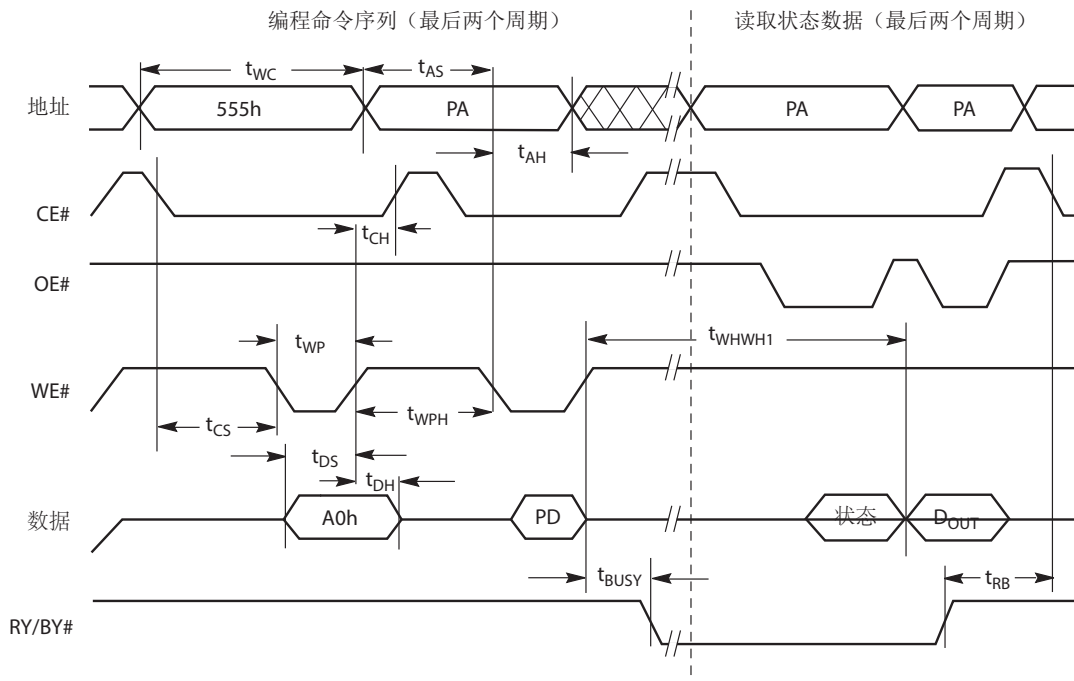 编程命令序列（最后两个周期）
读取状态数据（最后两个周期）
tWC
tAS
地址
555h
PA
PA
PA
tAH
CE#
tCH
OE#
tWP
tWHWH1
WE#
tWPH
tCS
tDS
tDH
数据
A0h
PD
状态
DOUT
tBUSY
tRB
RY/BY#